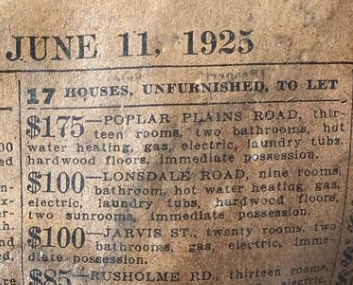 JUNE 11, 1925
17 HOUSES, UNFURNISHED, TO LET
$175—POPLAR PLAINS ROAD, thir-
teen rooms, two bathrooms, hot
water heating, gas, electric, laundry tubs,
hardwood floors, immediate possession.
$100—LONSDALE ROAD, nine rooms,
bathroom, hot water heating, gas,
electric, laundry tubs, hardwood floors,
two sunrooms, immediate possession.
$100—JARVIS ST., twenty rooms, two
bathrooms, gas, electric, imme-
diate possession.
$85—RUSHOLME RD., thirteen rooms,
electric,